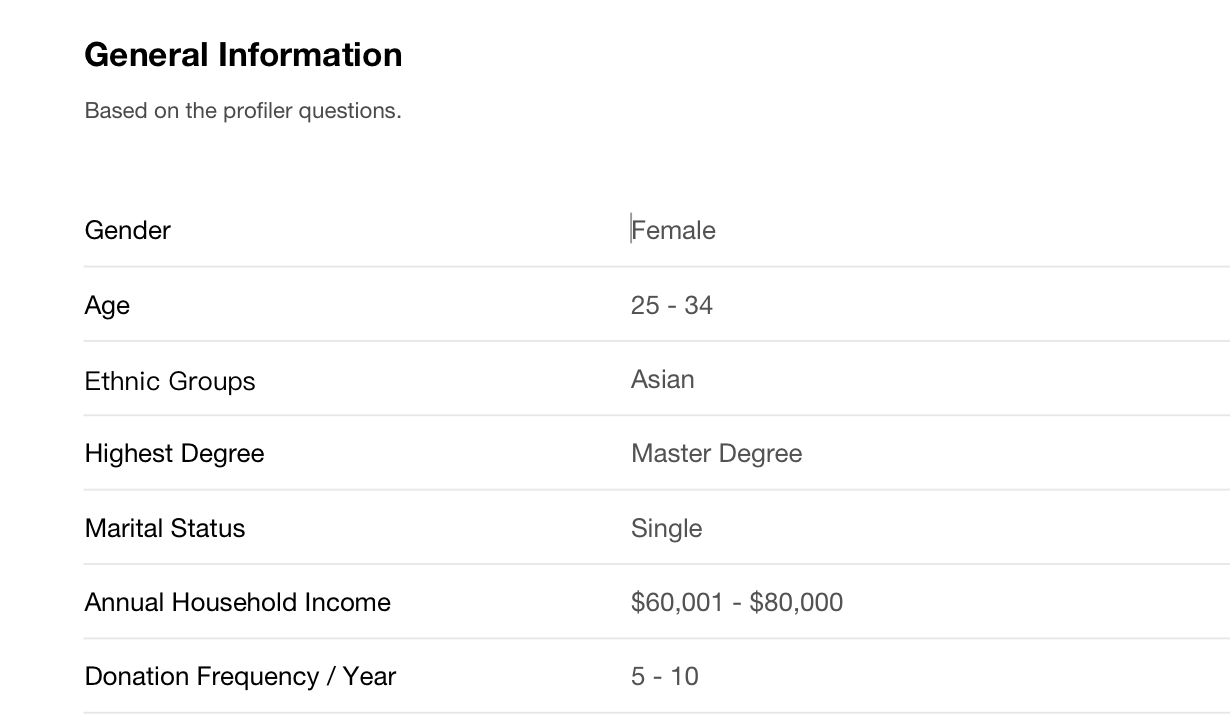 General Information
Based on the profiler questions.
Gender Female
Age 25 - 34
Ethnic Groups Asian
Highest Degree Master Degree
Marital Status Single
Annual Household Income $60,001 - $80,000
Donation Frequency / Year 5 - 10